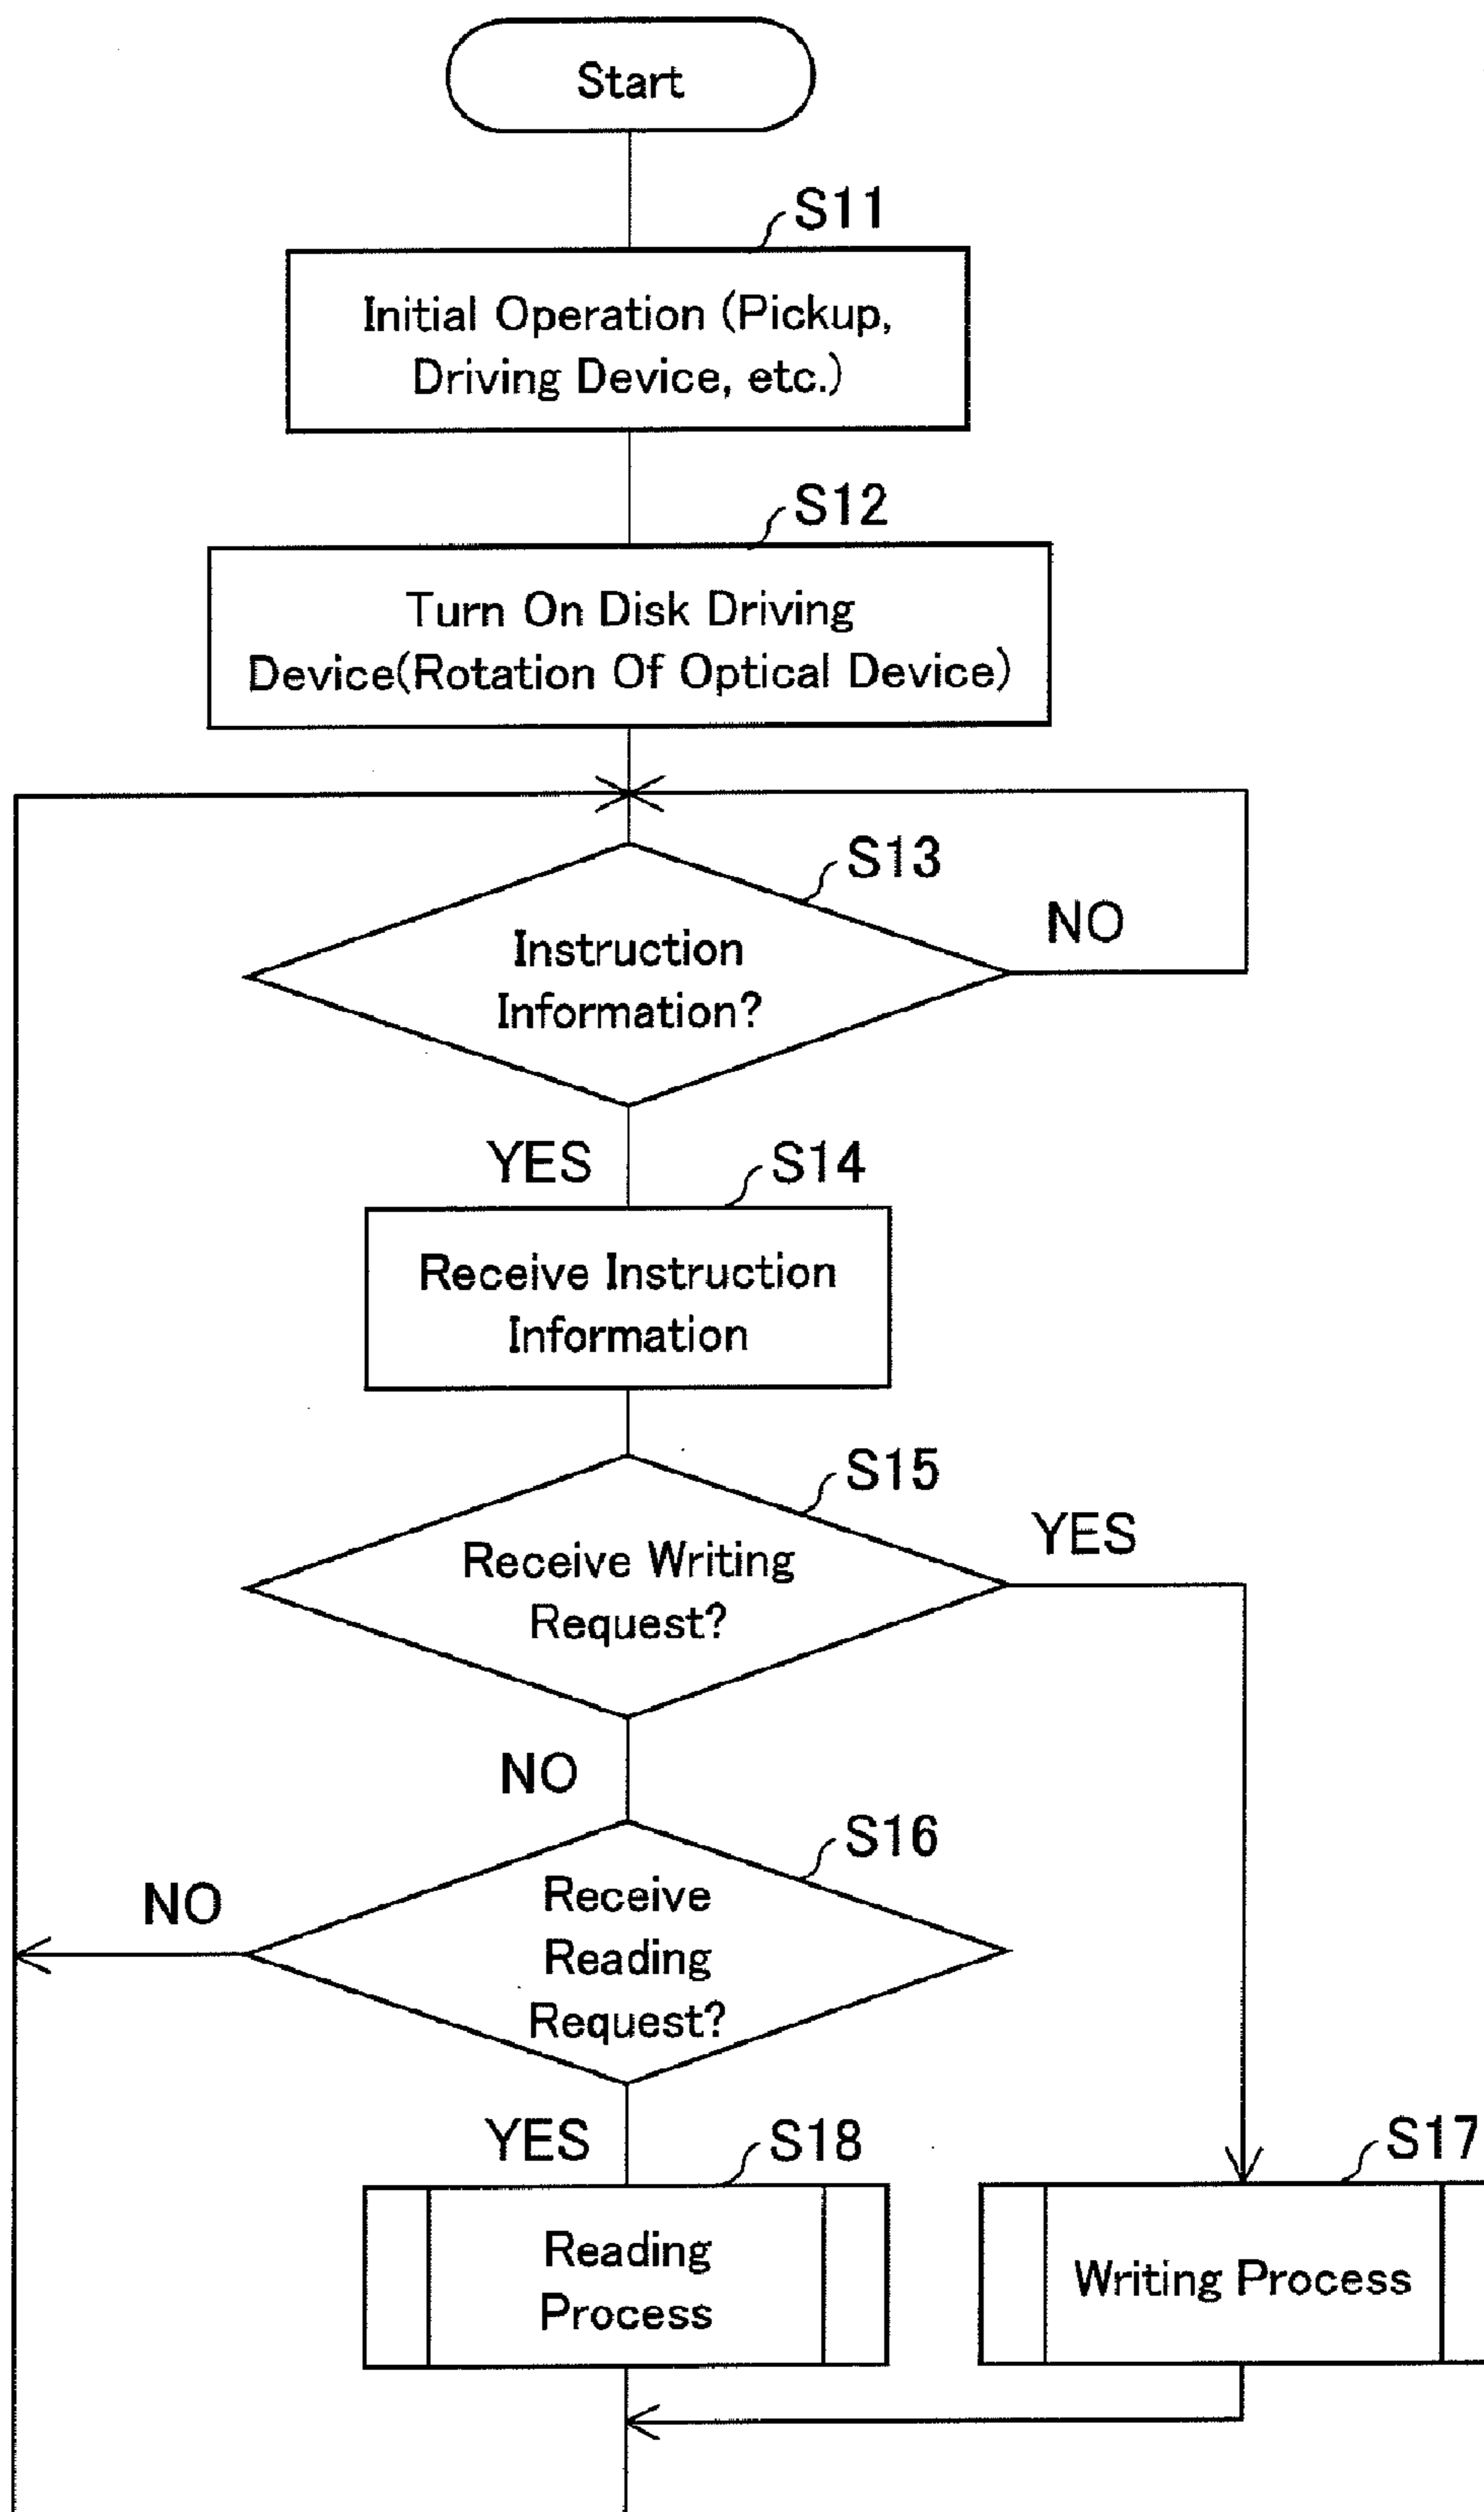 Start
S11
Initial Operation (Pickup,
Driving Device, etc.)
S12
Turn On Disk Driving
Device(Rotation Of Optical Device)
S13
NO
Instruction
Information?
YES
S14
Receive Instruction
Information
S15
YES
Receive Writing
Request?
NO
S16
NO
Receive
Reading
Request?
YES
S18
S17
Reading
Process
Writing Process